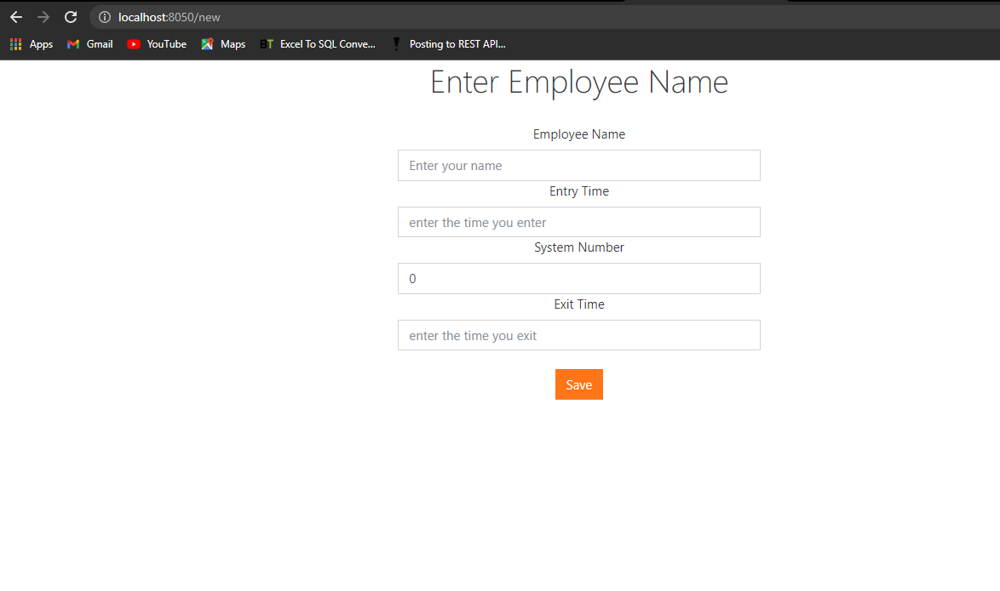 localhost:8050/new
Apps Gmail YouTube Maps BT Excel To SQL Conve... Posting to REST API...
Enter Employee Name
Employee Name
Enter your name
Entry Time
enter the time you enter
System Number
0
Exit Time
enter the time you exit
Save